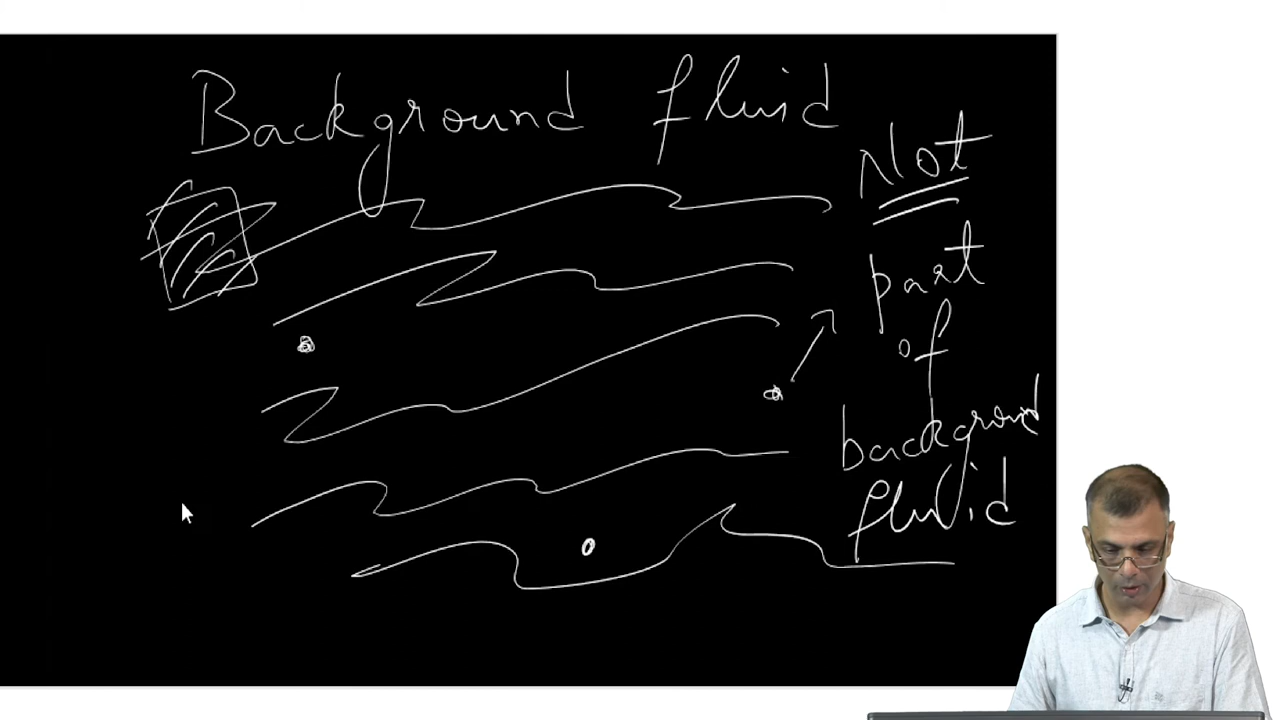 Background fluid
Not
part
of
background
fluid